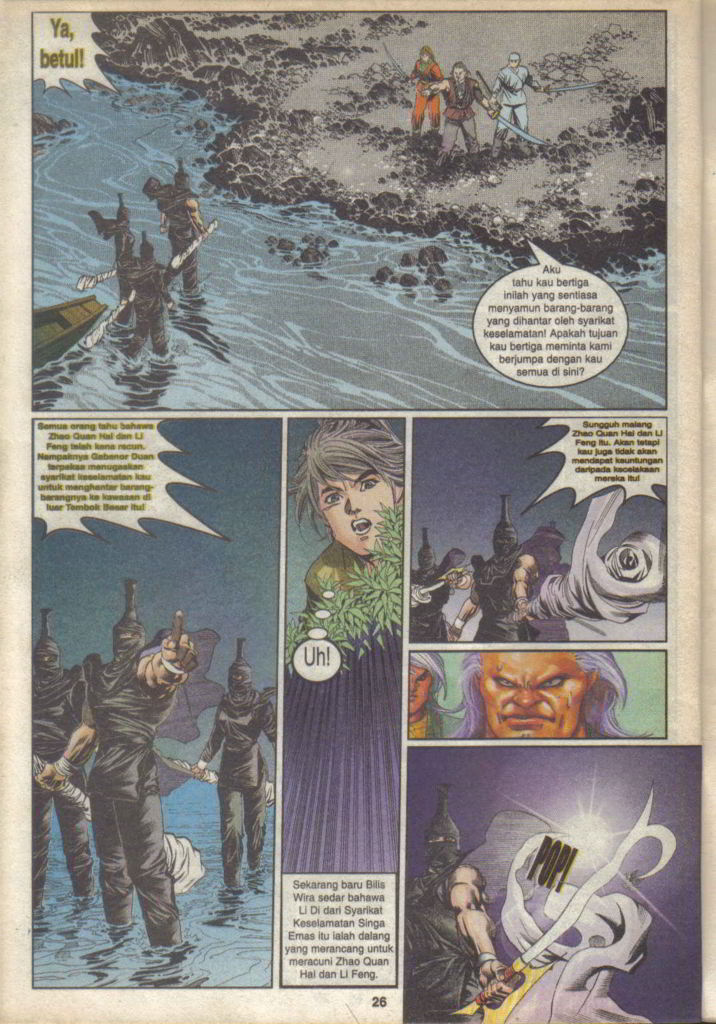 Ya,
betul!
Aku
tahu kau bertiga
inilah yang sentiasa
menyamun barang-barang
yang dihantar oleh syarikat
keselamatan! Apakah tujuan
kau bertiga meminta kami
berjumpa dengan kau
semua di sini?
Semua orang tahu bahawa
Zhao Quan Hai dan Li
Feng telah kena racun.
Nampaknya Gabenor Duan
terpaksa menugaskan
syarikat keselamatan kau
untuk menghantar barang-
barangnya ke kawasan di
luar Tembok Besar itu!
Uh!
Sekarang baru Bilis
Wira sedar bahawa
Li Di dari Syarikat
Keselamatan Singa
Emas itu ialah dalang
yang merancang untuk
meracuni Zhao Quan
Hai dan Li Feng.
Sungguh malang
Zhao Quan Hai dan Li
Feng itu. Akan tetapi
kau juga tidak akan
mendapat keuntungan
daripada kecelakaan
mereka itu!
POP!
26